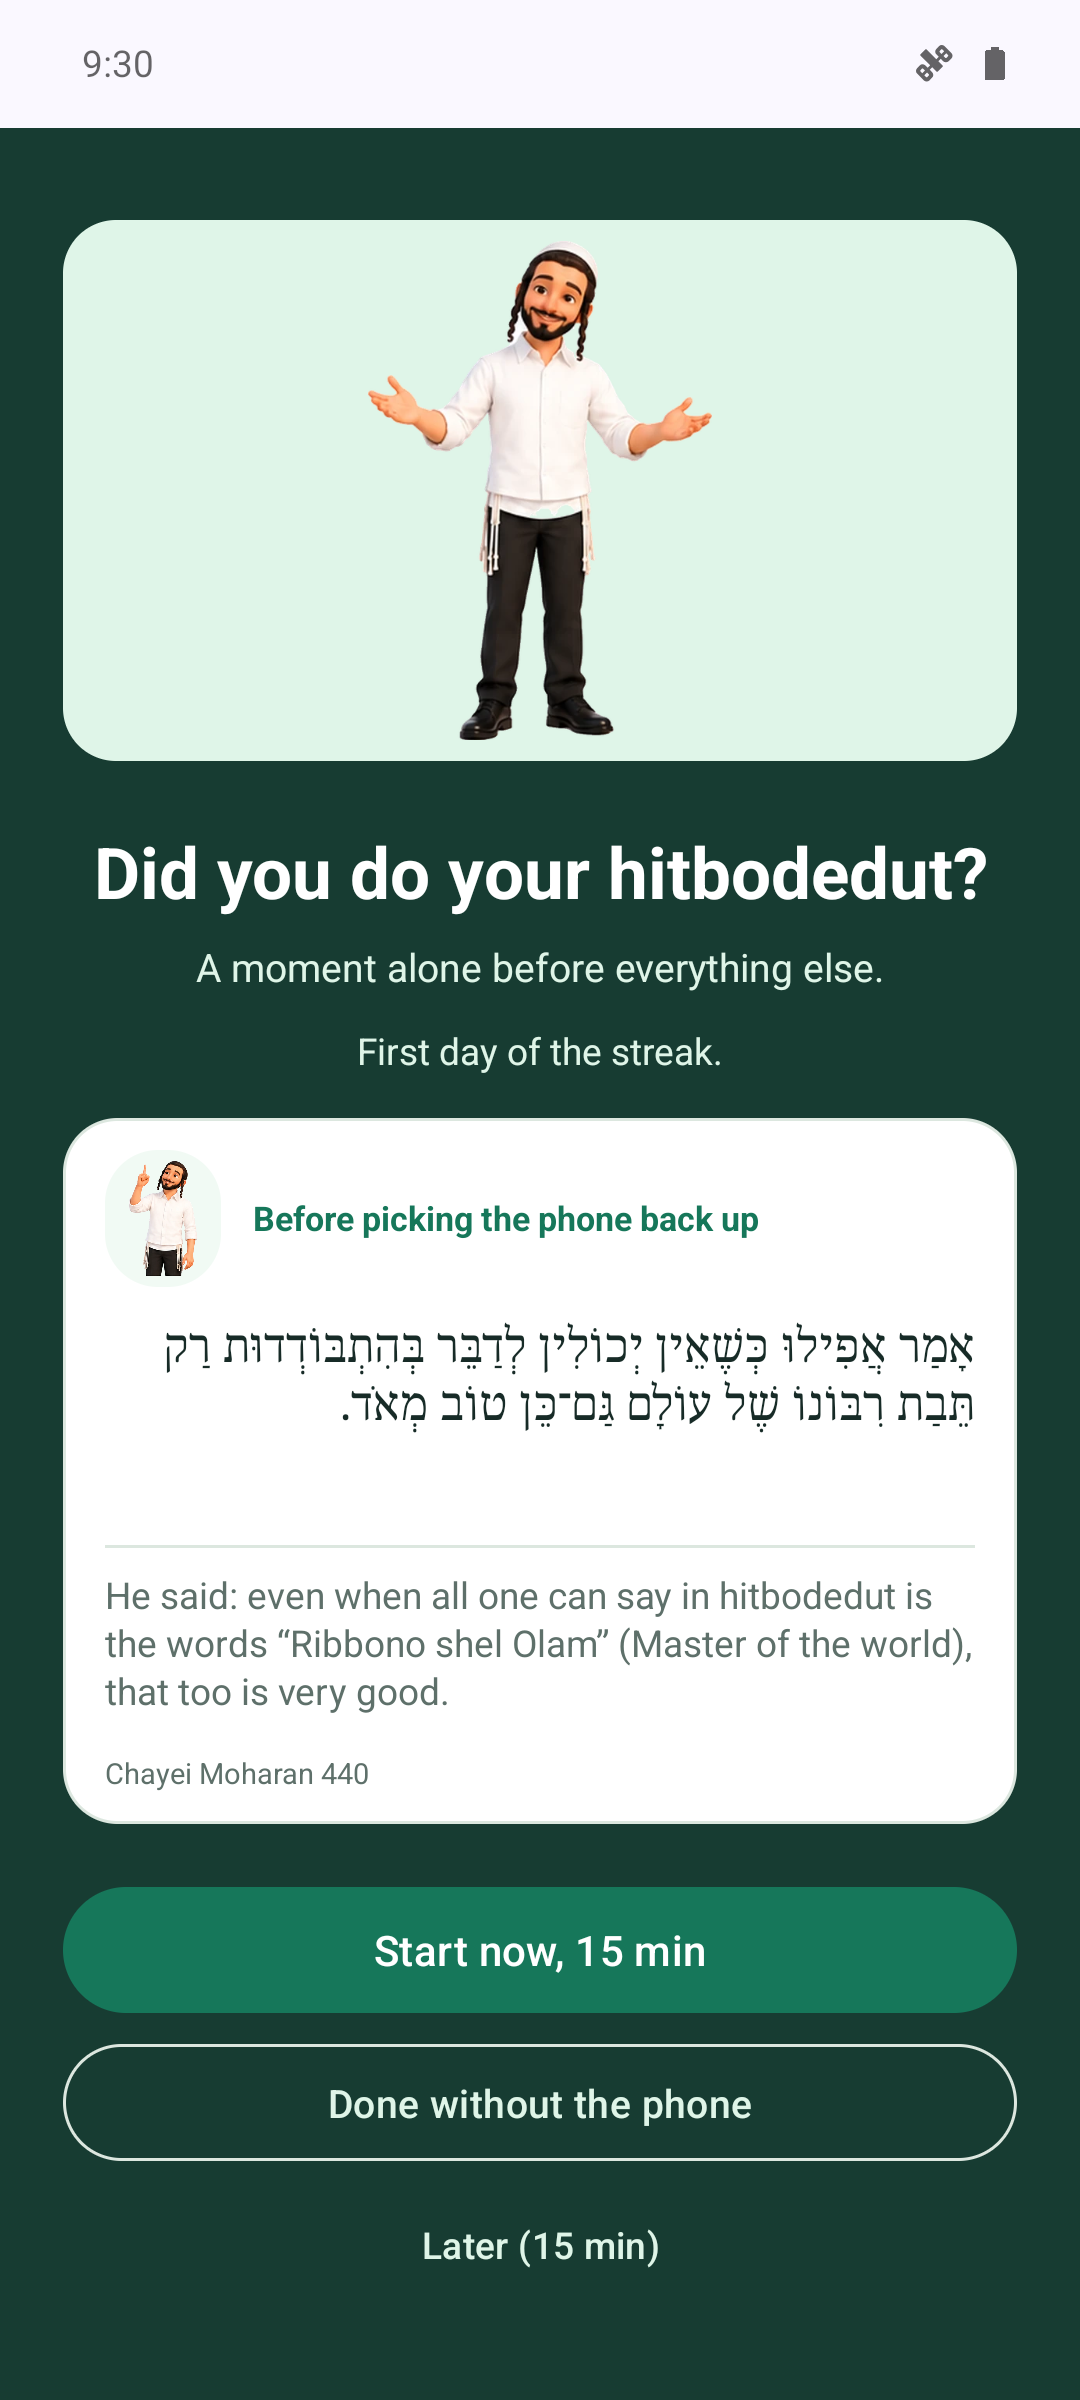 9:30
Did you do your hitbodedut?
A moment alone before everything else.
First day of the streak.
Before picking the phone back up
אָמַר אֲפִילוּ כְּשֶׁאֵין יְכוֹלִין לְדַבֵּר בְּהִתְבּוֹדְדוּת רַק
תֵּבַת רִבּוֹנוֹ שֶׁל עוֹלָם גַּם־כֵּן טוֹב מְאֹד.
He said: even when all one can say in hitbodedut is
the words “Ribbono shel Olam” (Master of the world),
that too is very good.
Chayei Moharan 440
Start now, 15 min
Done without the phone
Later (15 min)